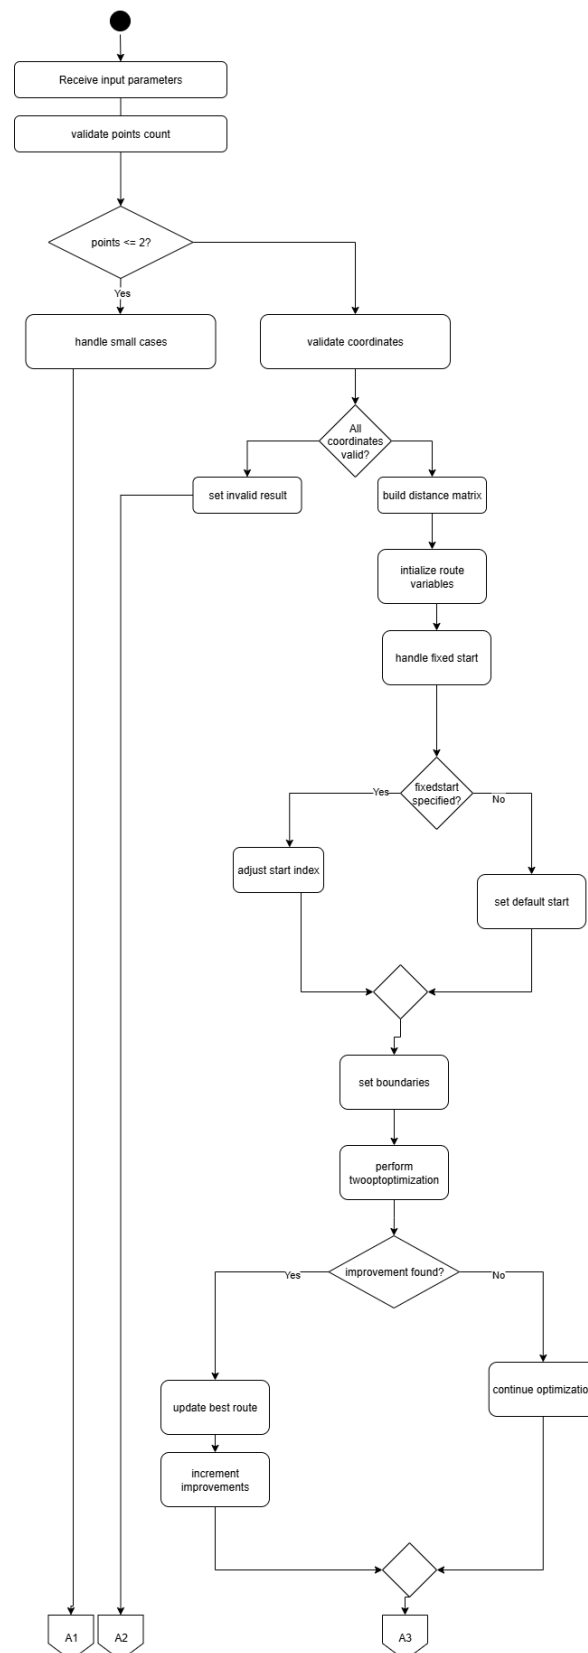 Receive input parameters
validate points count
points <= 2?
Yes
handle small cases
validate coordinates
All
coordinates
valid?
set invalid result
build distance matrix
intialize route
variables
handle fixed start
fixedstart
specified?
Yes
No
adjust start index
set default start
set boundaries
perform
twooptoptimization
improvement found?
Yes
No
update best route
continue optimization
increment
improvements
A1
A2
A3